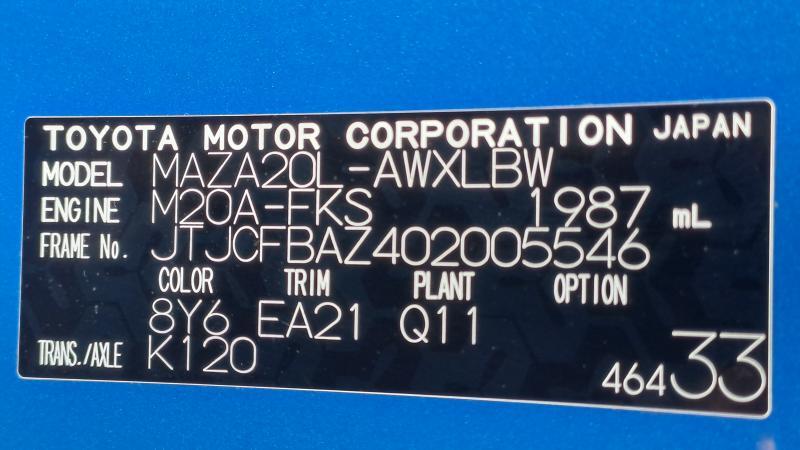 TOYOTA MOTOR CORPORATION JAPAN
MODEL MAZA20L-AWXLBW
ENGINE M20A-FKS 1987 mL
FRAME No. JTJCFBAZ402005546
COLOR TRIM PLANT OPTION
8Y6 EA21 Q11
TRANS./AXLE K120
46433